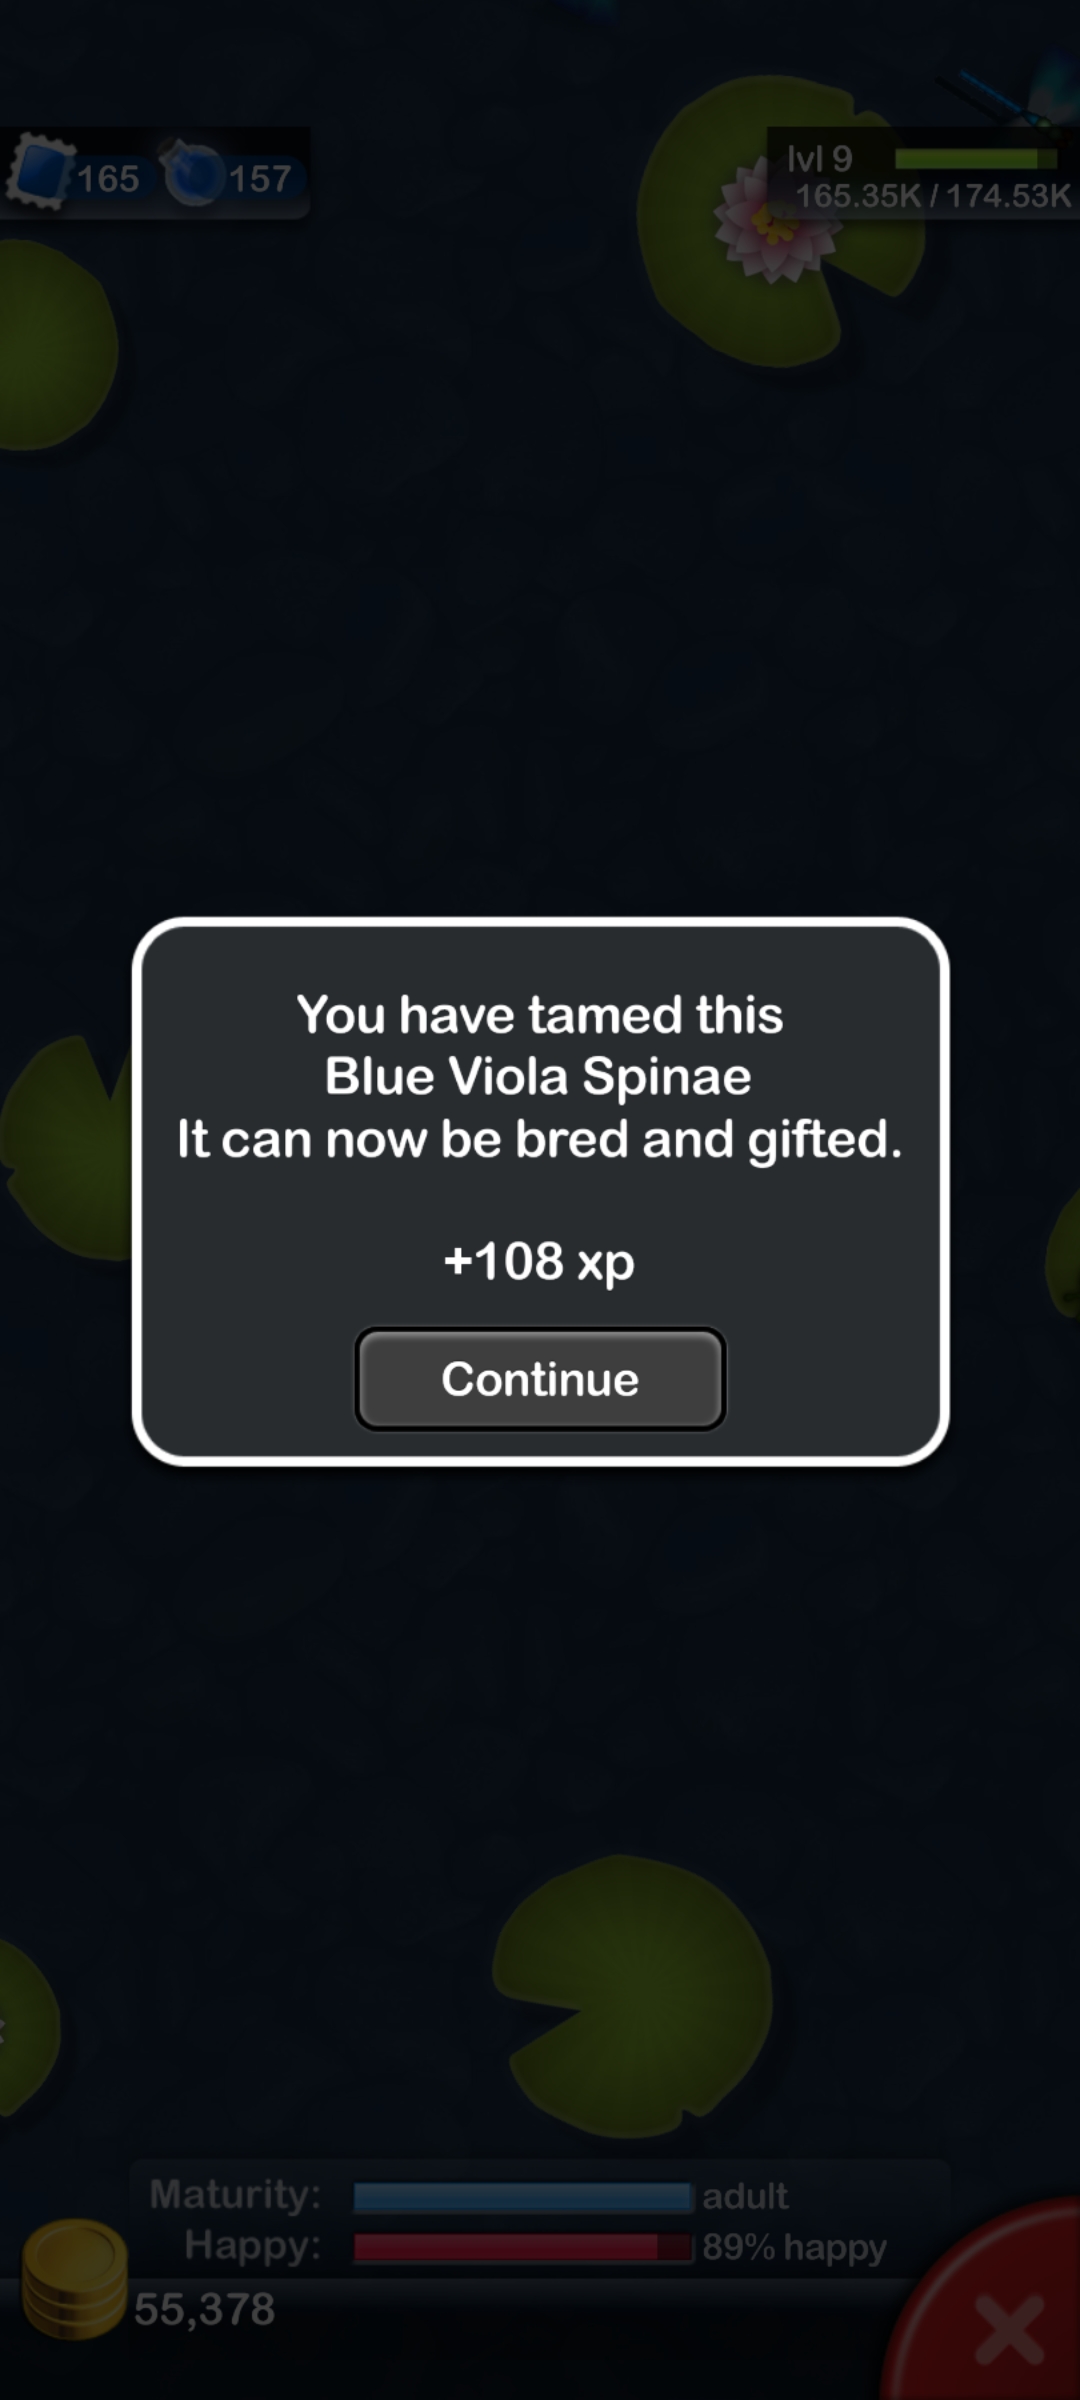 165 157
lvl 9
165.35K / 174.53K
You have tamed this
Blue Viola Spinae
It can now be bred and gifted.
+108 xp
Continue
Maturity: adult
Happy: 89% happy
55,378